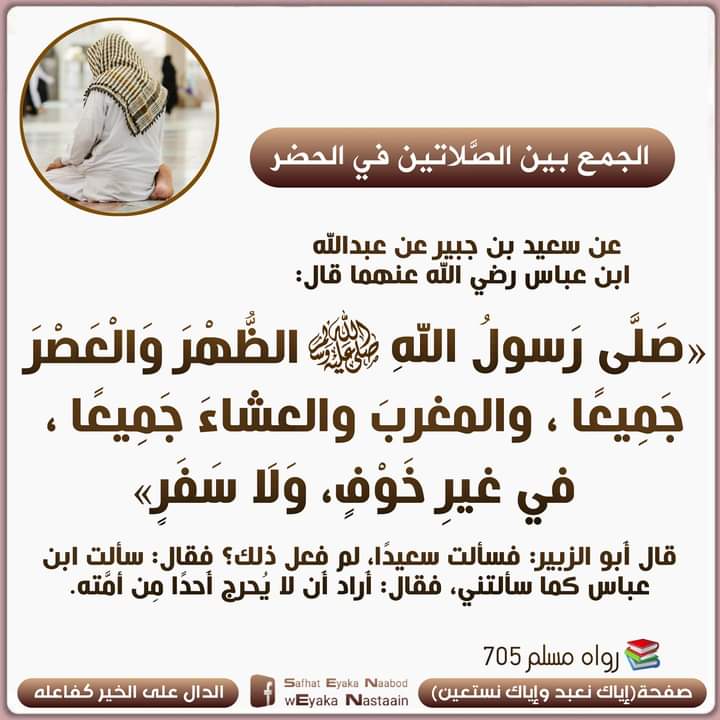 الجمع بين الصَّلاتين في الحضر
عن سعيد بن جبير عن عبدالله
ابن عباس رضي الله عنهما قال:
«صَلَّى رَسولُ اللهِ ﷺ الظُّهْرَ وَالْعَصْرَ
جَمِيعًا ، والمغربَ والعشاءَ جَمِيعًا ،
في غيرِ خَوْفٍ، وَلَا سَفَرٍ»
قال أبو الزبير: فسألت سعيدًا، لم فعل ذلك؟ فقال: سألت ابن
عباس كما سألتني، فقال: أراد أن لا يُحرج أحدًا مِن أمَّته.
رواه مسلم 705
صفحة(إياك نعبد وإياك نستعين)
Safhat Eyaka Naabod
wEyaka Nastaain
الدال على الخير كفاعله